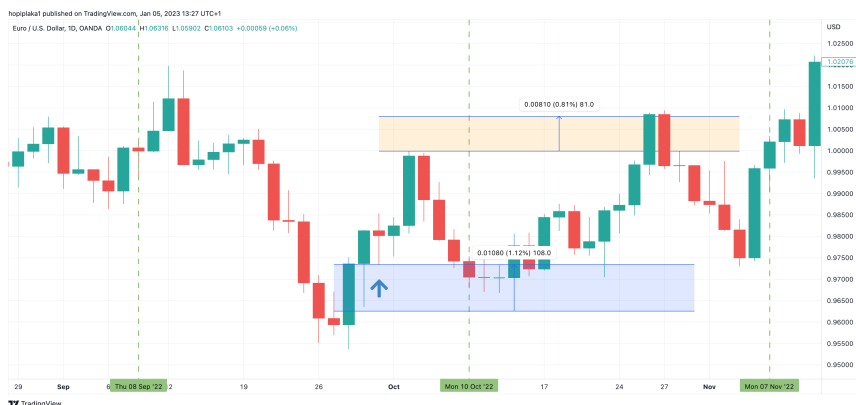 hopiplaka1 published on TradingView.com, Jan 05, 2023 13:27 UTC+1
Euro / U.S. Dollar, 1D, OANDA O1.06044 H1.06316 L1.05902 C1.06103 +0.00059 (+0.06%)
USD
1.02500
1.02076
1.01500
1.01000
1.00500
1.00000
0.99500
0.99000
0.98500
0.98000
0.97500
0.97000
0.96500
0.96000
0.95500
0.95000
0.00810 (0.81%) 81.0
0.01080 (1.12%) 108.0
29 Sep 6 Thu 08 Sep '22 2 19 26 Oct Mon 10 Oct '22 17 24 27 Nov Mon 07 Nov '22
TradingView